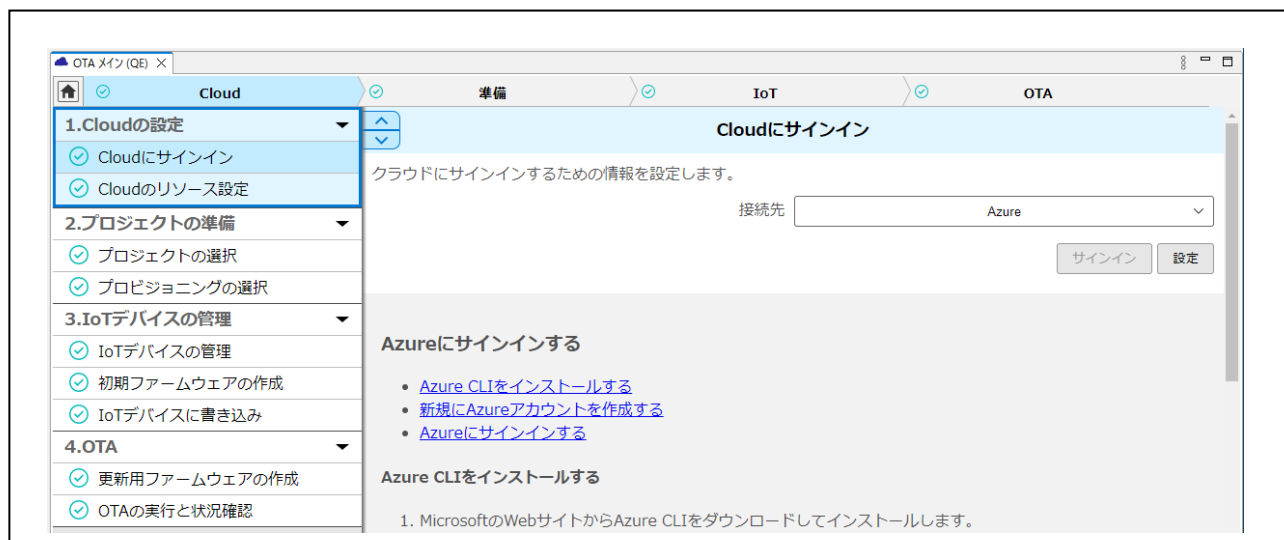 OTA メイン (QE)
Cloud
準備
IoT
OTA
1.Cloudの設定
Cloudにサインイン
Cloudのリソース設定
2.プロジェクトの準備
プロジェクトの選択
プロビジョニングの選択
3.IoTデバイスの管理
IoTデバイスの管理
初期ファームウェアの作成
IoTデバイスに書き込み
4.OTA
更新用ファームウェアの作成
OTAの実行と状況確認
Cloudにサインイン
クラウドにサインインするための情報を設定します。
接続先 Azure
サインイン 設定
Azureにサインインする
• Azure CLIをインストールする
• 新規にAzureアカウントを作成する
• Azureにサインインする
Azure CLIをインストールする
1. MicrosoftのWebサイトからAzure CLIをダウンロードしてインストールします。